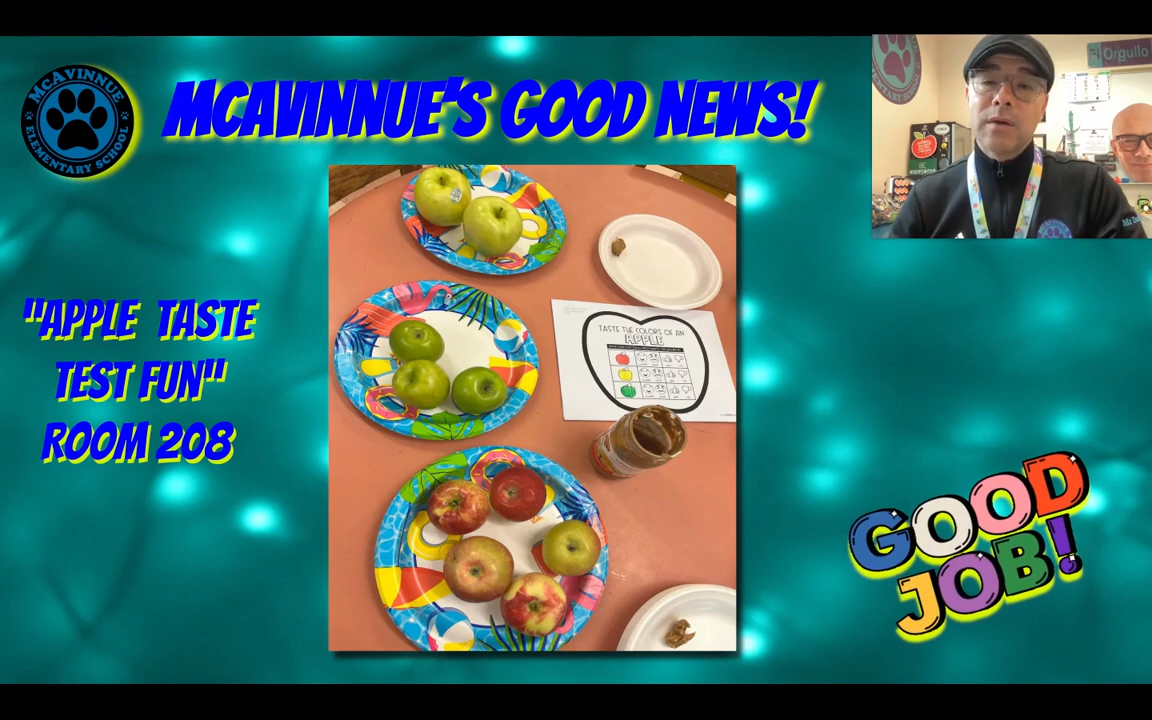 McAVINNUE
ELEMENTARY SCHOOL
MCAVINNUE'S GOOD NEWS!
Orgullo
"APPLE TASTE
TEST FUN"
ROOM 208
TASTE THE COLORS OF AN
APPLE
GOOD
JOB!